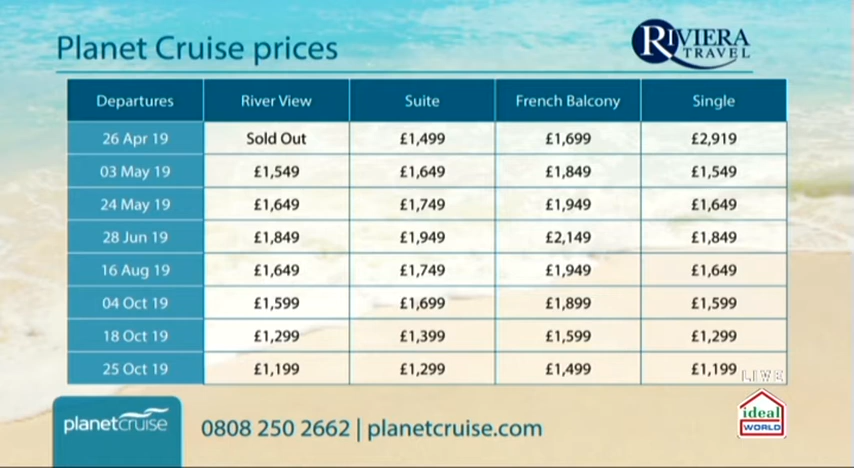 Planet Cruise prices
RIVIERA
TRAVEL
Departures River View Suite French Balcony Single
26 Apr 19 Sold Out £1,499 £1,699 £2,919
03 May 19 £1,549 £1,649 £1,849 £1,549
24 May 19 £1,649 £1,749 £1,949 £1,649
28 Jun 19 £1,849 £1,949 £2,149 £1,849
16 Aug 19 £1,649 £1,749 £1,949 £1,649
04 Oct 19 £1,599 £1,699 £1,899 £1,599
18 Oct 19 £1,299 £1,399 £1,599 £1,299
25 Oct 19 £1,199 £1,299 £1,499 £1,199
LIVE
planetcruise 0808 250 2662 | planetcruise.com
ideal
WORLD